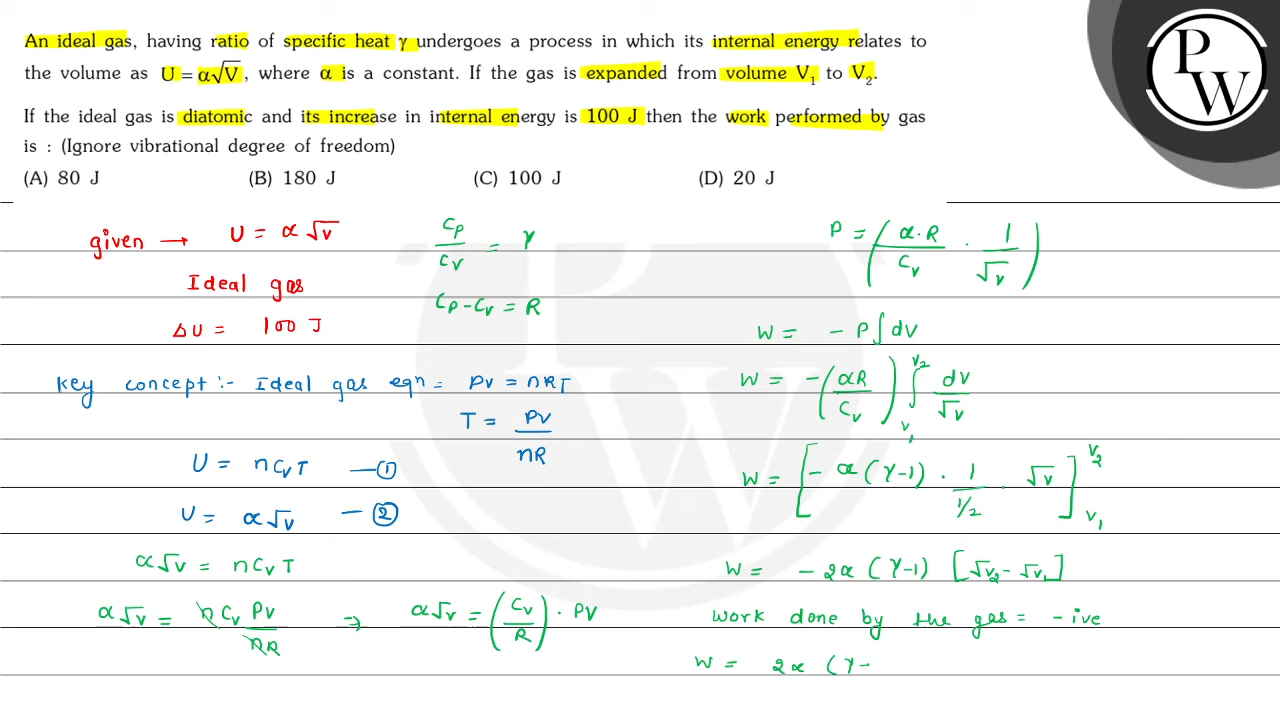 An ideal gas, having ratio of specific heat γ undergoes a process in which its internal energy relates to
the volume as U = α√V, where α is a constant. If the gas is expanded from volume V₁ to V₂.
If the ideal gas is diatomic and its increase in internal energy is 100 J then the work performed by gas
is : (Ignore vibrational degree of freedom)
(A) 80 J (B) 180 J (C) 100 J (D) 20 J
PW
given → U = α√V
Ideal gas
ΔU = 100 J
Cp/Cv = γ
Cp - Cv = R
Key concept :- Ideal gas eqn = PV = nRT
T = PV/nR
U = nCvT —①
U = α√V —②
α√V = nCvT
α√V = nCv PV/nR ⇒ α√V = (Cv/R) · PV
P = (α·R/Cv · 1/√V)
W = - P∫dV
W = -(αR/Cv) ∫V₁V₂ dV/√V
W = [- α(γ-1) · 1/1/2 · √V]V₁V₂
W = - 2α (γ-1) [√V₂ - √V₁]
Work done by the gas = -ive
W = 2α (γ-